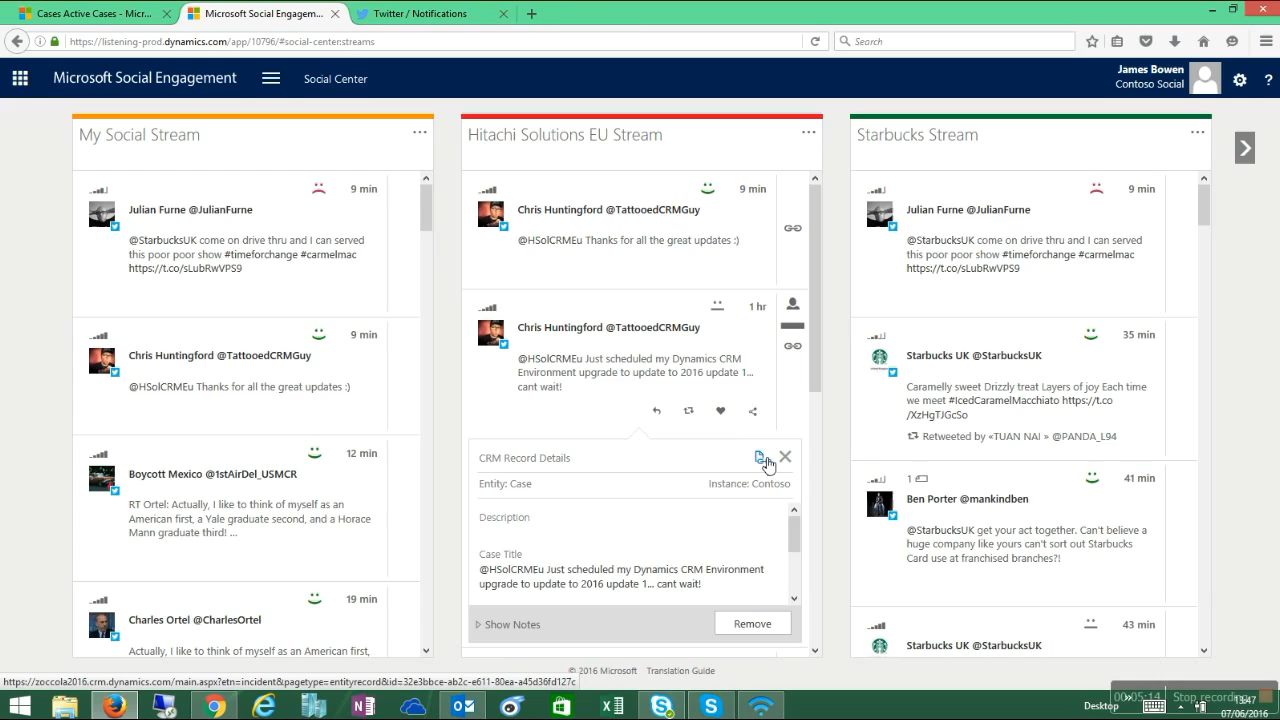 Cases Active Cases - Micros...
Microsoft Social Engagem...
Twitter / Notifications
https://listening-prod.dynamics.com/app/10796/#social-center:streams
Search
Microsoft Social Engagement
Social Center
James Bowen
Contoso Social
?
My Social Stream
9 min
Julian Furne @JulianFurne
@StarbucksUK come on drive thru and I can served
this poor poor show #timeforchange #carmelmac
https://t.co/sLubRwVPS9
9 min
Chris Huntingford @TattooedCRMGuy
@HSolCRMEu Thanks for all the great updates :)
12 min
Boycott Mexico @1stAirDel_USMCR
RT Ortel: Actually, I like to think of myself as an
American first, a Yale graduate second, and a Horace
Mann graduate third! ...
19 min
Charles Ortel @CharlesOrtel
Actually, I like to think of myself as an American first,
Hitachi Solutions EU Stream
9 min
Chris Huntingford @TattooedCRMGuy
@HSolCRMEu Thanks for all the great updates :)
1 hr
Chris Huntingford @TattooedCRMGuy
@HSolCRMEu Just scheduled my Dynamics CRM
Environment upgrade to update to 2016 update 1...
cant wait!
CRM Record Details
Entity: Case
Instance: Contoso
Description
Case Title
@HSolCRMEu Just scheduled my Dynamics CRM Environment
upgrade to update to 2016 update 1... cant wait!
Show Notes
Remove
Starbucks Stream
9 min
Julian Furne @JulianFurne
@StarbucksUK come on drive thru and I can served
this poor poor show #timeforchange #carmelmac
https://t.co/sLubRwVPS9
35 min
Starbucks UK @StarbucksUK
Caramelly sweet Drizzly treat Layers of joy Each time
we meet #IcedCaramelMacchiato https://t.co
/XzHgTJGcSo
Retweeted by «TUAN NAI » @PANDA_L94
1
41 min
Ben Porter @mankindben
@StarbucksUK get your act together. Can't believe a
huge company like yours can't sort out Starbucks
Card use at franchised branches?!
43 min
Starbucks UK @StarbucksUK
© 2016 Microsoft
Translation Guide
https://zoccola2016.crm.dynamics.com/main.aspx?etn=incident&pagetype=entityrecord&id=32e3bbce-ab2c-e611-80ea-a45d36fd127c
Desktop
00:05:14
Stop recording
13:47
07/06/2016